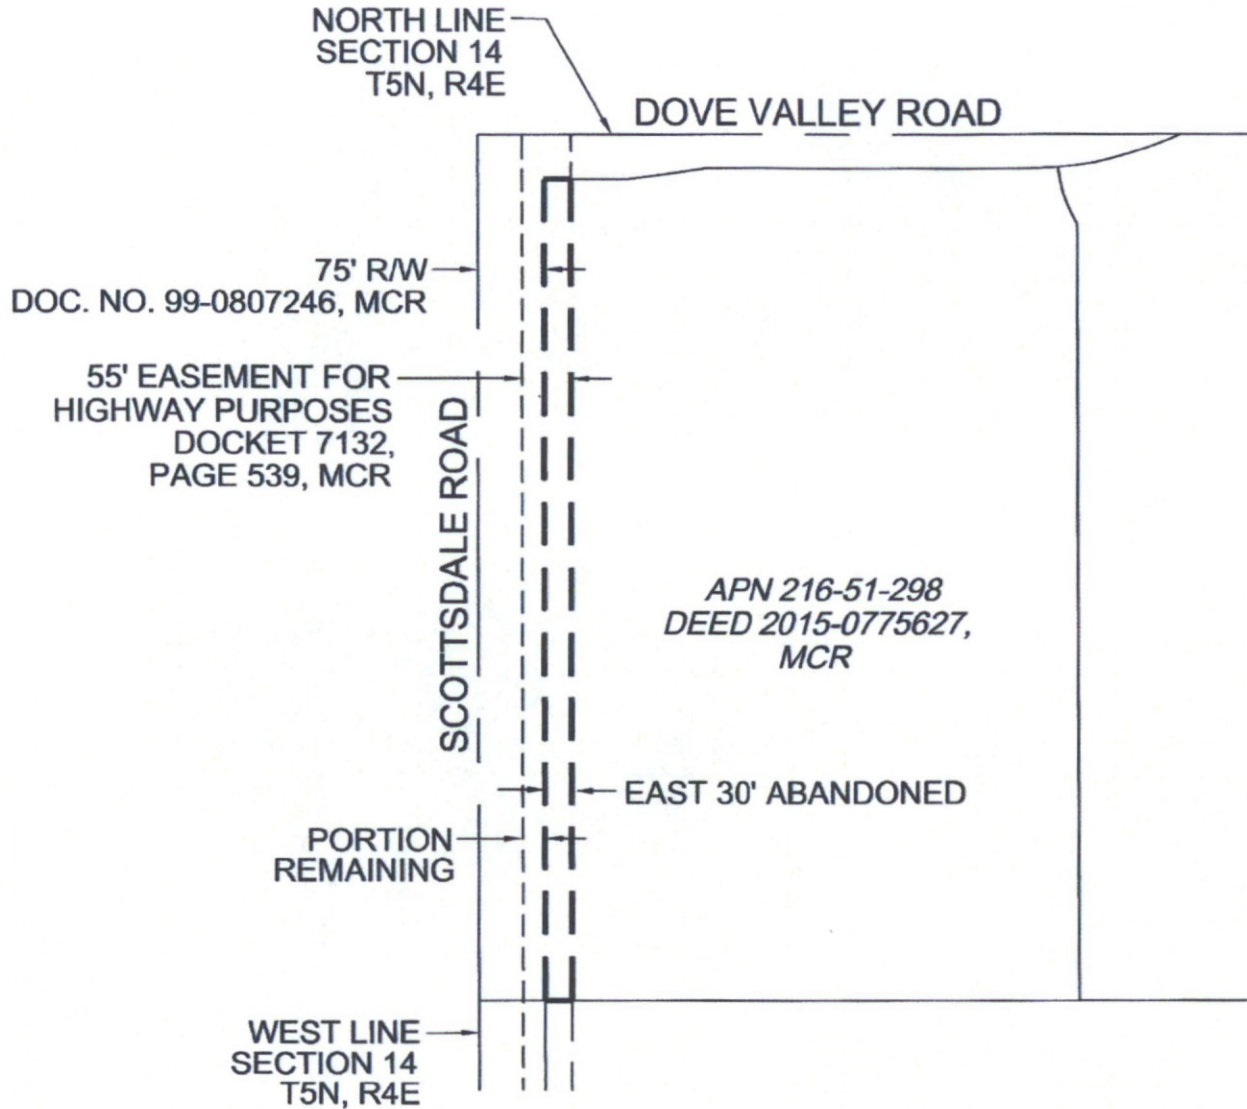 NORTH LINE
SECTION 14
T5N, R4E
DOVE VALLEY ROAD
75' R/W
DOC. NO. 99-0807246, MCR
55' EASEMENT FOR
HIGHWAY PURPOSES
DOCKET 7132,
PAGE 539, MCR
SCOTTSDALE ROAD
APN 216-51-298
DEED 2015-0775627,
MCR
EAST 30' ABANDONED
PORTION
REMAINING
WEST LINE
SECTION 14
T5N, R4E